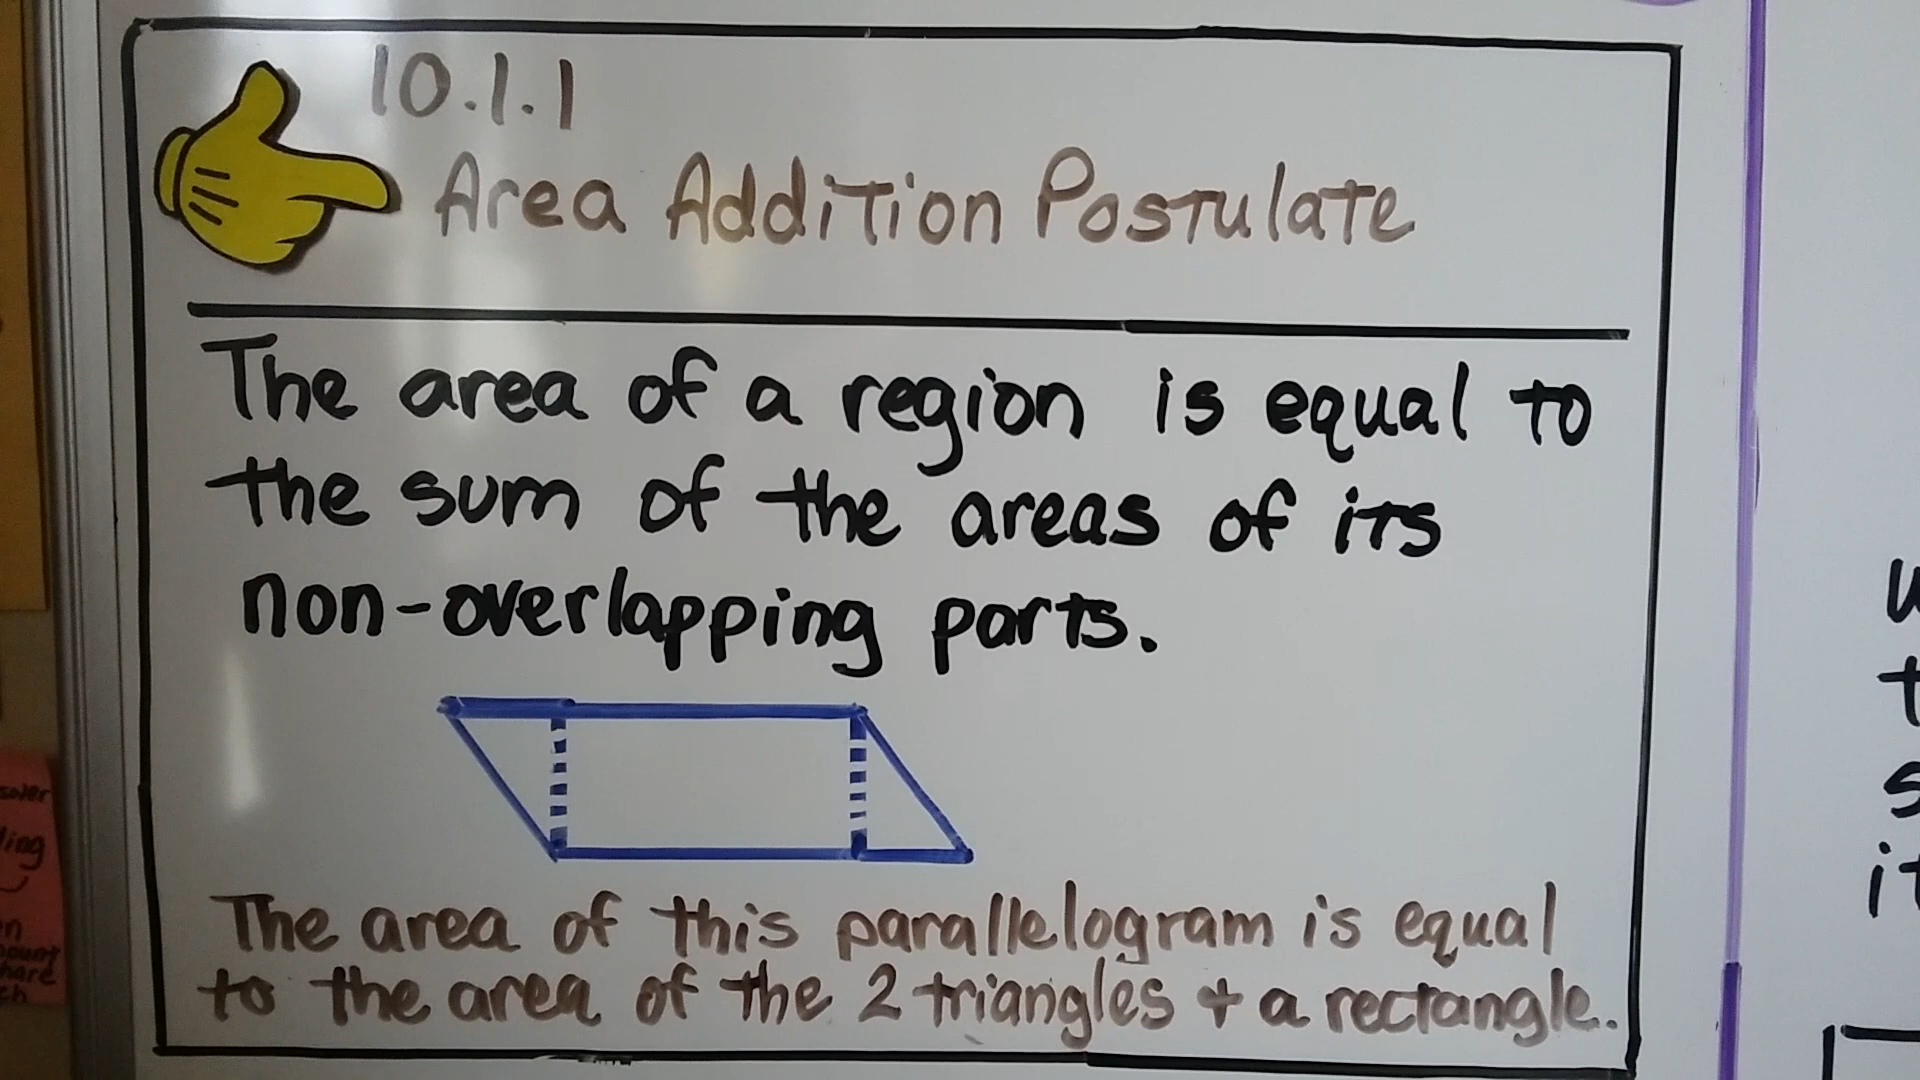 10.1.1
Area Addition Postulate
The area of a region is equal to
the sum of the areas of its
non-overlapping parts.
The area of this parallelogram is equal
to the area of the 2 triangles + a rectangle.